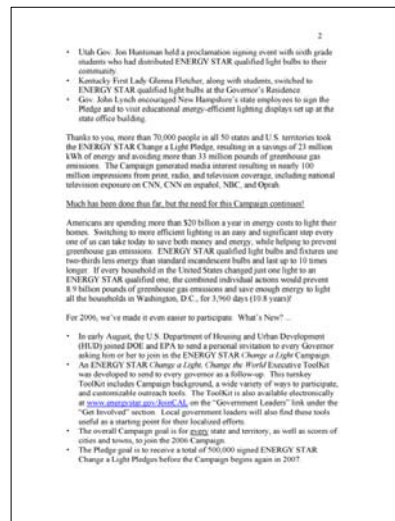 2
• Utah Gov. Jon Huntsman held a proclamation signing event with sixth grade
students who had distributed ENERGY STAR qualified light bulbs to their
community.
• Kentucky First Lady Glenna Fletcher, along with students, switched to
ENERGY STAR qualified light bulbs at the Governor's Residence.
• Gov. John Lynch encouraged New Hampshire's state employees to sign the
Pledge and to visit educational energy-efficient lighting displays set up at the
state office building.
Thanks to you, more than 70,000 people in all 50 states and U.S. territories took
the ENERGY STAR Change a Light Pledge, resulting in a savings of 23 million
kWh of energy and avoiding more than 33 million pounds of greenhouse gas
emissions. The Campaign generated media interest resulting in nearly 100
million impressions from print, radio, and television coverage, including national
television exposure on CNN, CNN en español, NBC, and Oprah.
Much has been done thus far, but the need for this Campaign continues!
Americans are spending more than $20 billion a year in energy costs to light their
homes. Switching to more efficient lighting is an easy and significant step every
one of us can take today to save both money and energy, while helping to prevent
greenhouse gas emissions. ENERGY STAR qualified light bulbs and fixtures use
two-thirds less energy than standard incandescent bulbs and last up to 10 times
longer. If every household in the United States changed just one light to an
ENERGY STAR qualified one, the combined individual actions would prevent
8.9 billion pounds of greenhouse gas emissions and save enough energy to light
all the households in Washington, D.C., for 3,960 days (10.8 years)!
For 2006, we've made it even easier to participate. What's New? ...
• In early August, the U.S. Department of Housing and Urban Development
(HUD) joined DOE and EPA to send a personal invitation to every Governor
asking him or her to join in the ENERGY STAR Change a Light Campaign.
• An ENERGY STAR Change a Light, Change the World Executive ToolKit
was developed to send to every governor as a follow-up. This turnkey
ToolKit includes Campaign background, a wide variety of ways to participate,
and customizable outreach tools. The ToolKit is also available electronically
at www.energystar.gov/JoinCAL on the "Government Leaders" link under the
"Get Involved" section. Local government leaders will also find these tools
useful as a starting point for their localized efforts.
• The overall Campaign goal is for every state and territory, as well as scores of
cities and towns, to join the 2006 Campaign.
• The Pledge goal is to receive a total of 500,000 signed ENERGY STAR
Change a Light Pledges before the Campaign begins again in 2007.